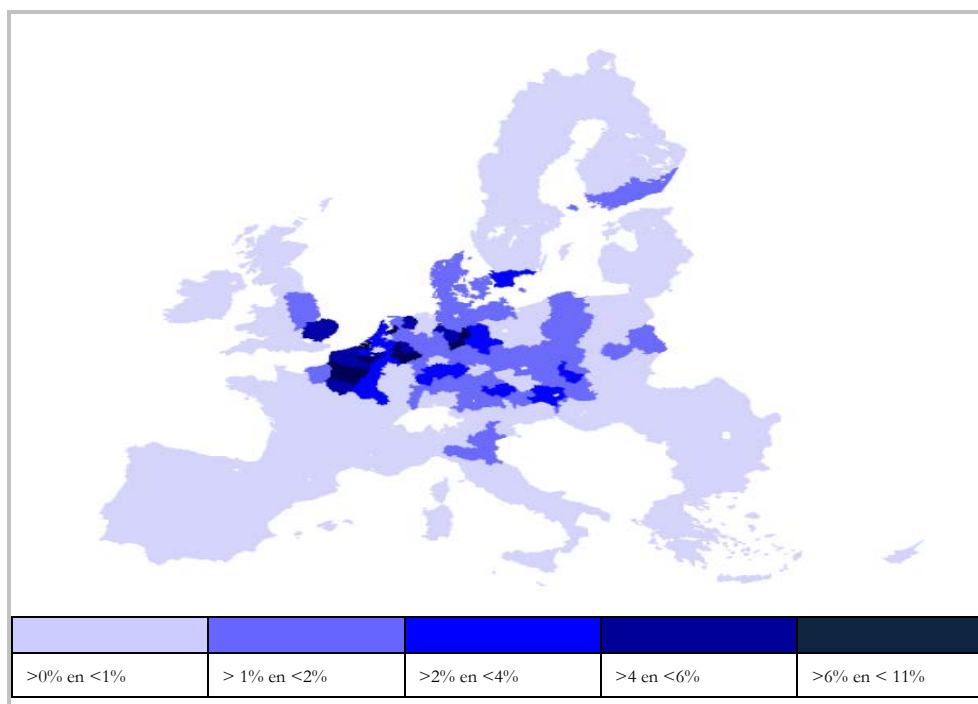 >0% en <1%
> 1% en <2%
>2% en <4%
>4 en <6%
>6% en < 11%